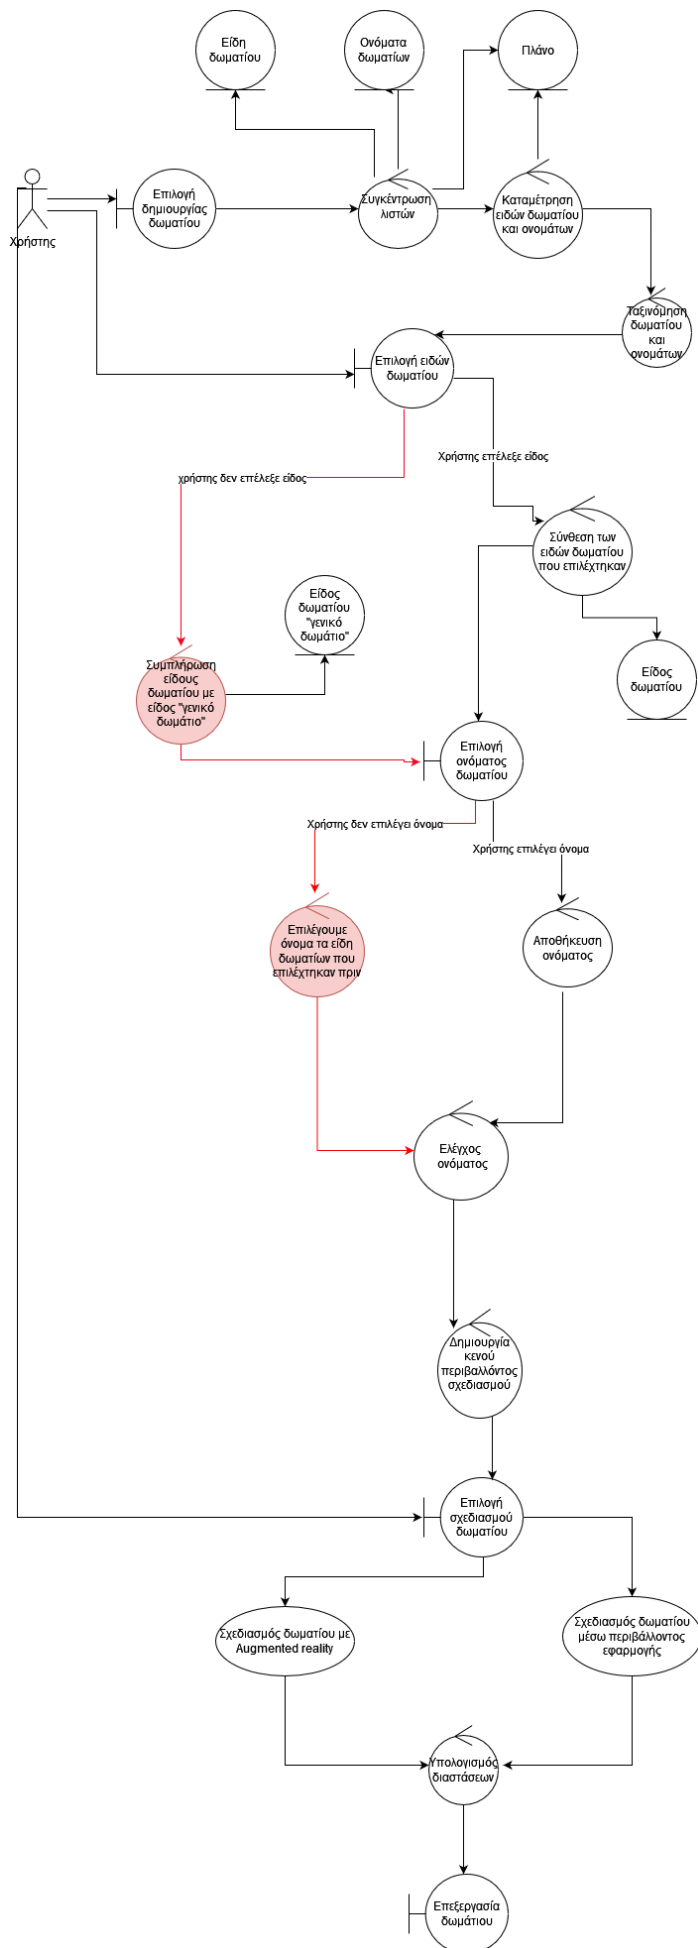 Είδη
δωματίου
Ονόματα
δωματίων
Πλάνο
Χρήστης
Επιλογή
δημιουργίας
δωματίου
Συγκέντρωση
λιστών
Καταμέτρηση
ειδών δωματίου
και ονομάτων
Ταξινόμηση
δωματίου
και
ονομάτων
Επιλογή ειδών
δωματίου
Χρήστης επέλεξε είδος
χρήστης δεν επέλεξε είδος
Σύνθεση των
ειδών δωματίου
που επιλέχτηκαν
Είδος
δωματίου
"γενικό
δωμάτιο"
Είδος
δωματίου
Συμπλήρωση
είδους
δωματίου με
είδος "γενικό
δωμάτιο"
Επιλογή
ονόματος
δωματίου
Χρήστης δεν επιλέγει όνομα
Χρήστης επιλέγει όνομα
Επιλέγουμε
όνομα τα είδη
δωματίων που
επιλέχτηκαν πριν
Αποθήκευση
ονόματος
Ελέγχος
ονόματος
Δημιουργία
κενού
περιβαλλόντος
σχεδιασμού
Επιλογή
σχεδιασμού
δωματίου
Σχεδιασμός δωματίου με
Augmented reality
Σχεδιασμός δωματίου
μέσω περιβάλλοντος
εφαρμογής
Υπολογισμός
διαστάσεων
Επεξεργασία
δωμάτιου